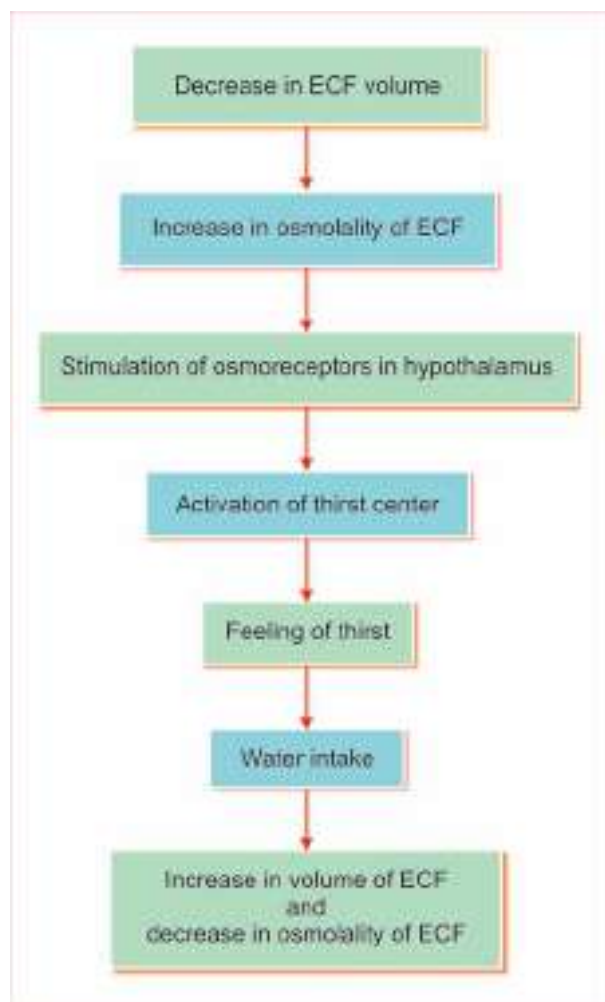 Decrease in ECF volume
Increase in osmolality of ECF
Stimulation of osmoreceptors in hypothalamus
Activation of thirst center
Feeling of thirst
Water intake
Increase in volume of ECF
and
decrease in osmolality of ECF